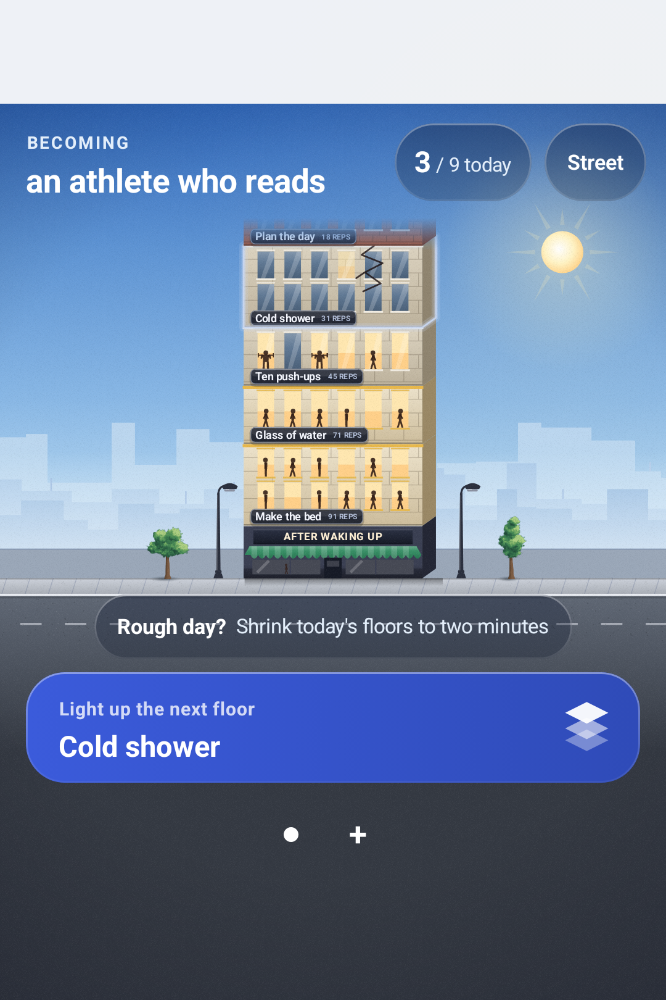 BECOMING
an athlete who reads
3 / 9 today
Street
Plan the day 18 REPS
Cold shower 31 REPS
Ten push-ups 45 REPS
Glass of water 71 REPS
Make the bed 91 REPS
AFTER WAKING UP
Rough day? Shrink today's floors to two minutes
Light up the next floor
Cold shower